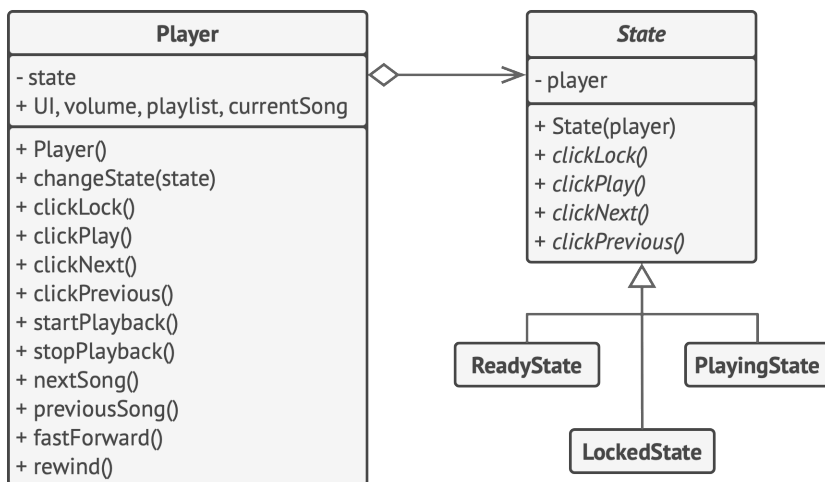 Player
- state
+ UI, volume, playlist, currentSong
+ Player()
+ changeState(state)
+ clickLock()
+ clickPlay()
+ clickNext()
+ clickPrevious()
+ startPlayback()
+ stopPlayback()
+ nextSong()
+ previousSong()
+ fastForward()
+ rewind()
State
- player
+ State(player)
+ clickLock()
+ clickPlay()
+ clickNext()
+ clickPrevious()
ReadyState
PlayingState
LockedState